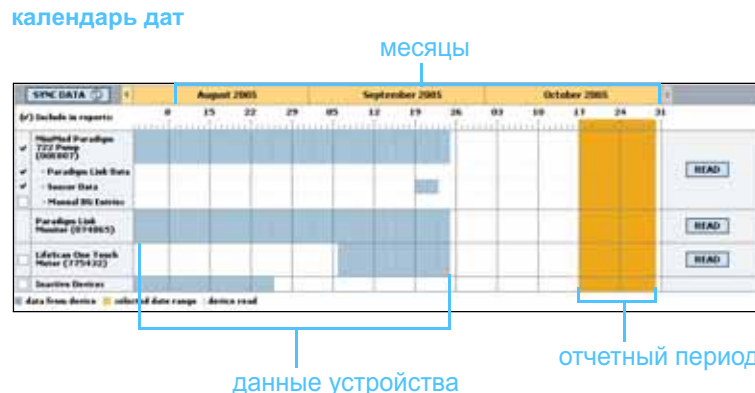 календарь дат
месяцы
SYNC DATA
August 2005 September 2005 October 2005
(✓) Include in reports:
8 15 22 29 05 12 19 26 03 10 17 24 31
MiniMed Paradigm
722 Pump
- Paradigm Link Data
- Sensor Data
- Manual BG Entries
READ
Paradigm Link
Monitor (874865)
READ
LifeScan One Touch
Meter (775432)
READ
Inactive Devices
data from device selected date range device read
отчетный период
данные устройства